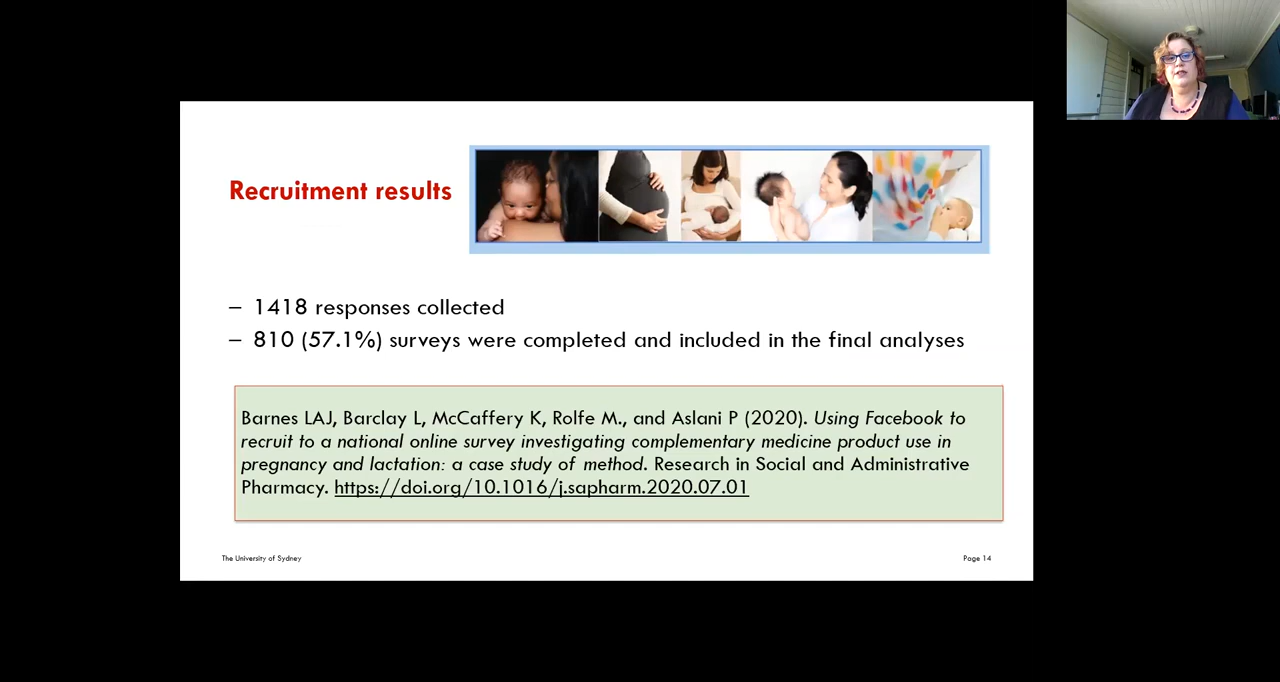 Recruitment results
– 1418 responses collected
– 810 (57.1%) surveys were completed and included in the final analyses
Barnes LAJ, Barclay L, McCaffery K, Rolfe M., and Aslani P (2020). Using Facebook to
recruit to a national online survey investigating complementary medicine product use in
pregnancy and lactation: a case study of method. Research in Social and Administrative
Pharmacy. https://doi.org/10.1016/j.sapharm.2020.07.01
The University of Sydney
Page 14